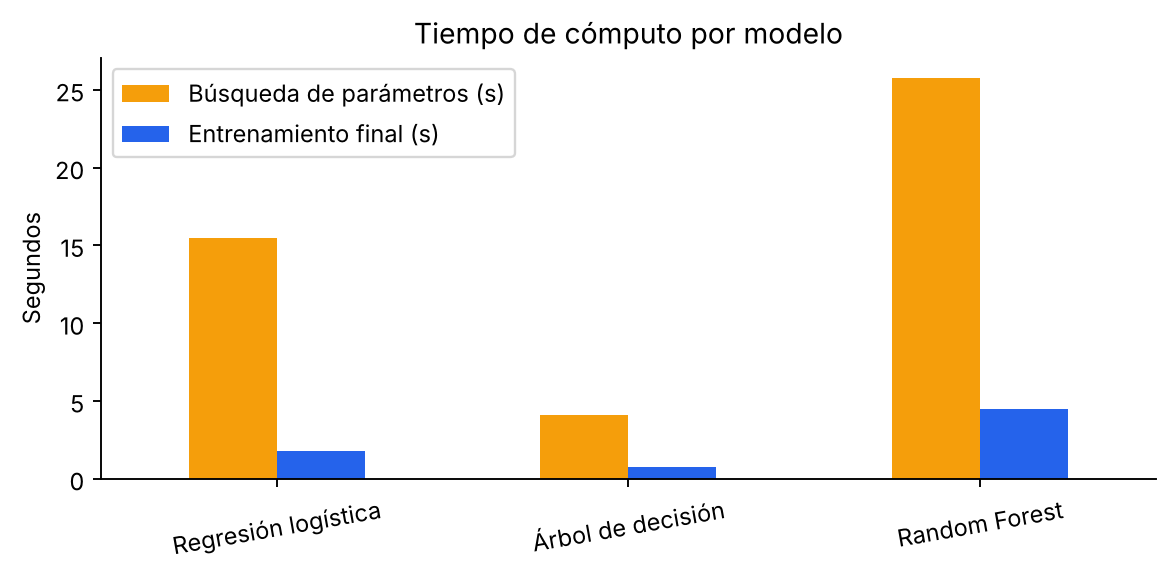 Tiempo de cómputo por modelo
Búsqueda de parámetros (s)
Entrenamiento final (s)
Segundos
25
20
15
10
5
0
Regresión logística
Árbol de decisión
Random Forest